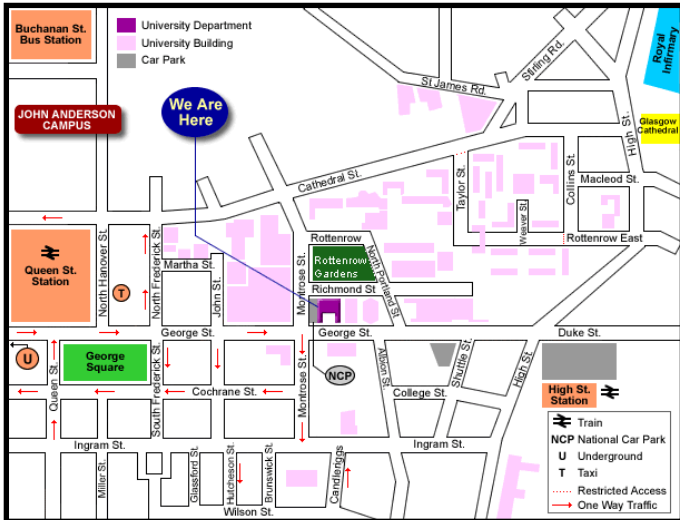 Buchanan St.
Bus Station
University Department
University Building
Car Park
JOHN ANDERSON
CAMPUS
We Are
Here
St James Rd.
Stirling Rd.
Royal
Infirmary
Glasgow
Cathedral
High St.
Cathedral St.
Taylor St.
Collins St.
Macleod St.
Weaver St
Rottenrow East
Queen St.
Station
North Hanover St.
T
North Frederick St.
Martha St.
John St.
Montrose St.
Rottenrow
Rottenrow
Gardens
North Portland St
Richmond St
George St.
George St.
Duke St.
U
George
Square
Queen St.
South Frederick St.
Cochrane St.
Montrose St.
NCP
Albion St.
College St.
Shuttle St.
High St.
High St.
Station
Ingram St.
Ingram St.
Miller St.
Glassford St.
Hutcheson St.
Brunswick St.
Candleriggs
Wilson St.
Train
NCP National Car Park
U Underground
T Taxi
Restricted Access
One Way Traffic